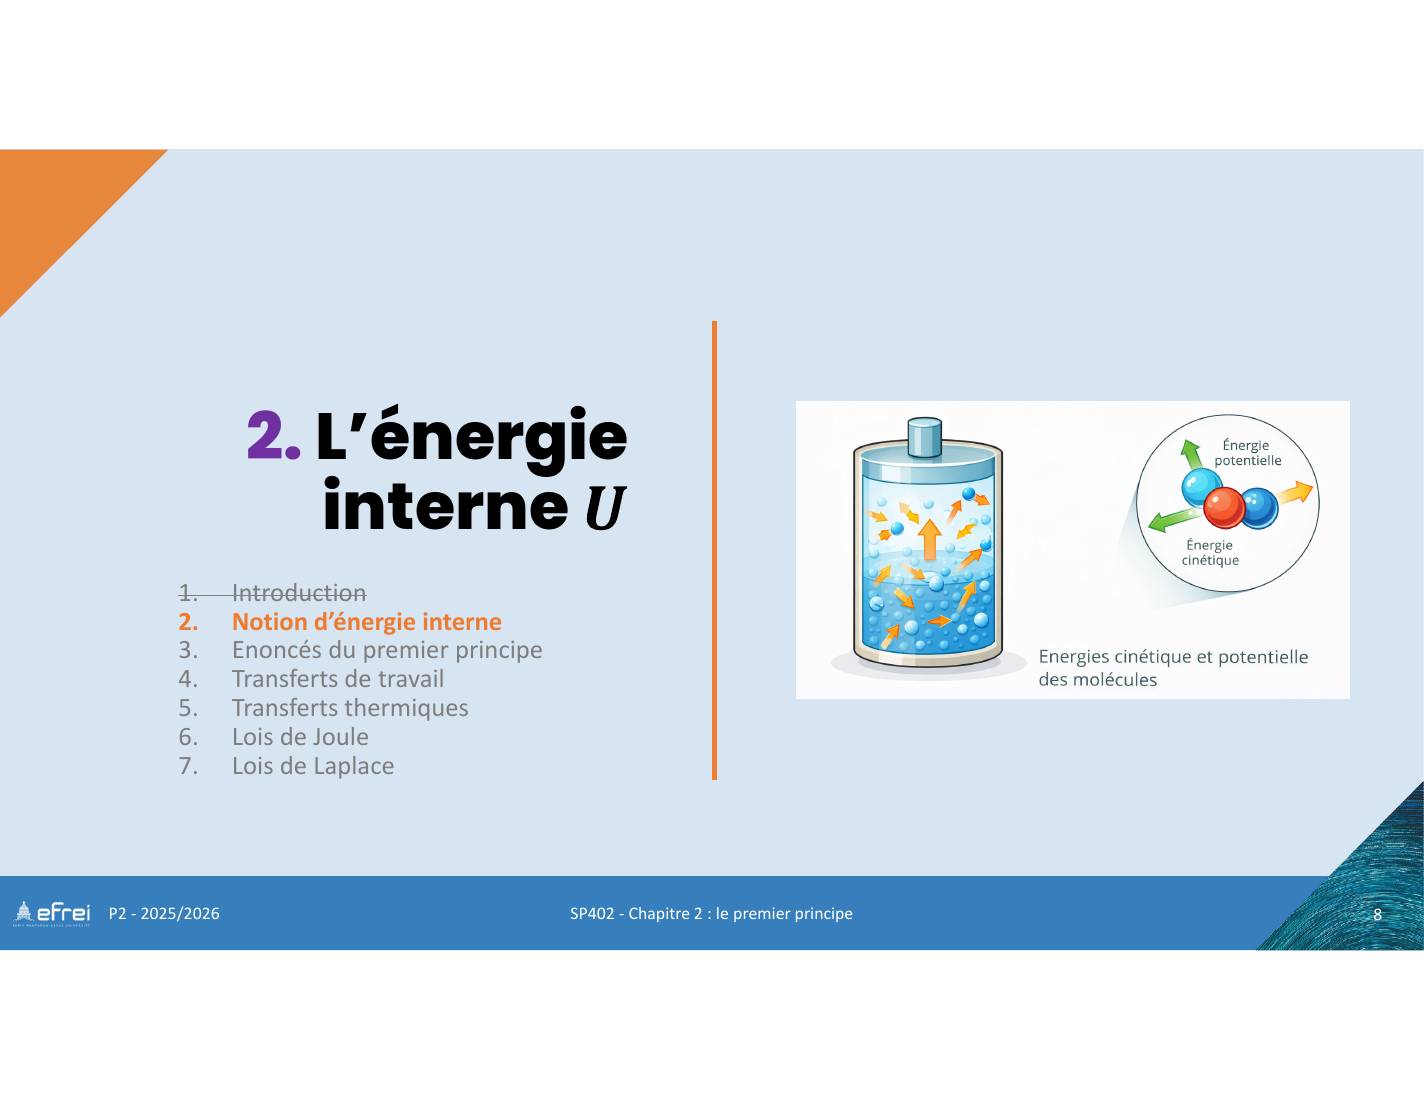 2. L’énergie
interne U
1. Introduction
2. Notion d’énergie interne
3. Enoncés du premier principe
4. Transferts de travail
5. Transferts thermiques
6. Lois de Joule
7. Lois de Laplace
Énergie
potentielle
Énergie
cinétique
Energies cinétique et potentielle
des molécules
efrei
P2 - 2025/2026
SP402 - Chapitre 2 : le premier principe
8